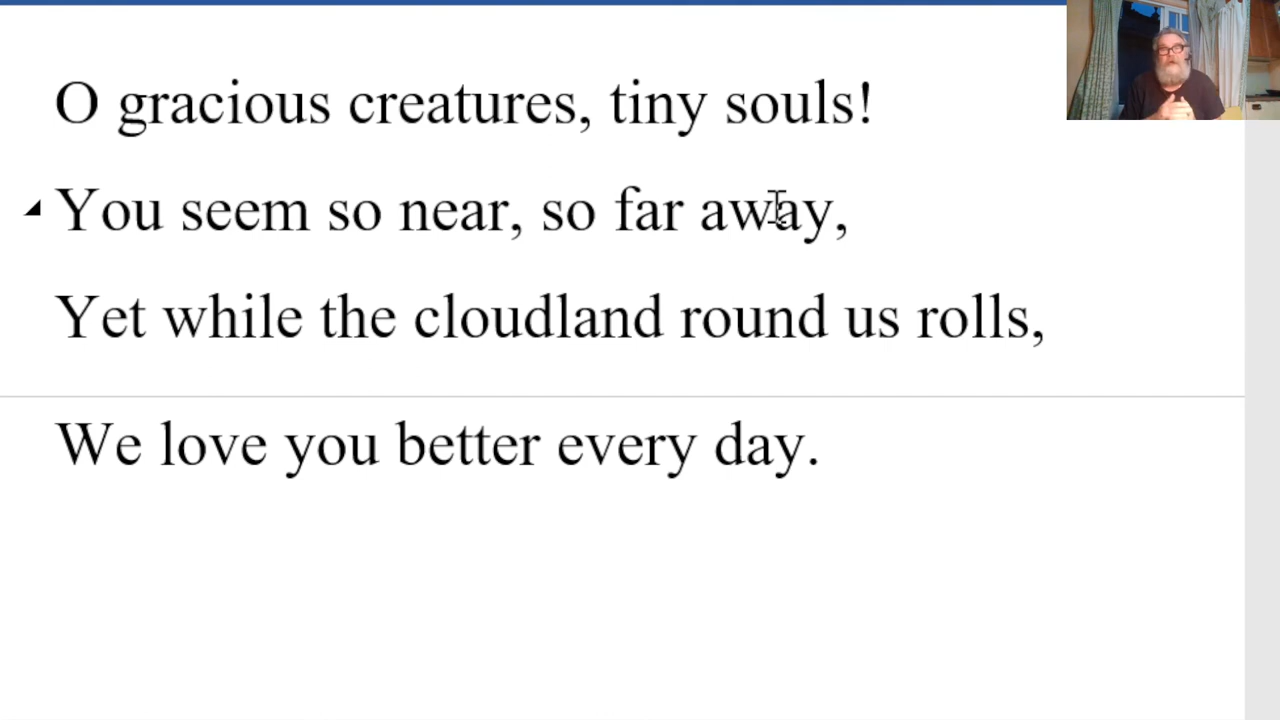 O gracious creatures, tiny souls!
You seem so near, so far away,
Yet while the cloudland round us rolls,
We love you better every day.